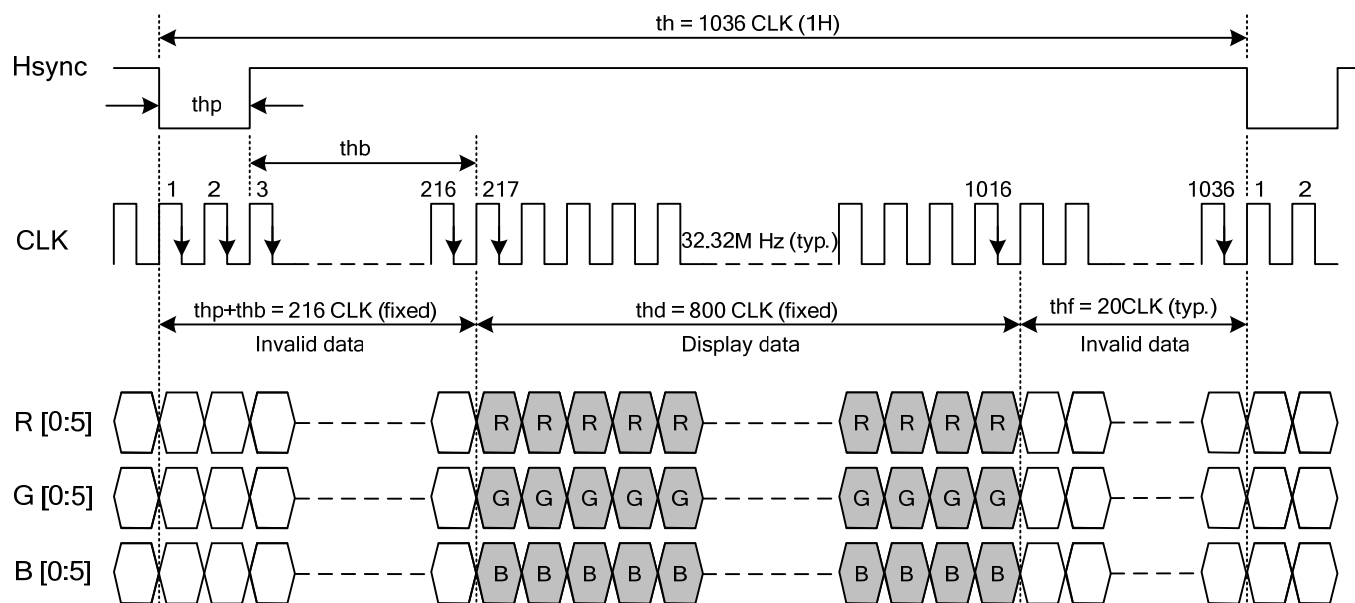 th = 1036 CLK (1H)
Hsync
thp
thb
1 2 3 216 217 1016 1036 1 2
CLK
32.32M Hz (typ.)
thp+thb = 216 CLK (fixed) thd = 800 CLK (fixed) thf = 20CLK (typ.)
Invalid data Display data Invalid data
R [0:5] R R R R R R R R R
G [0:5] G G G G G G G G G
B [0:5] B B B B B B B B B